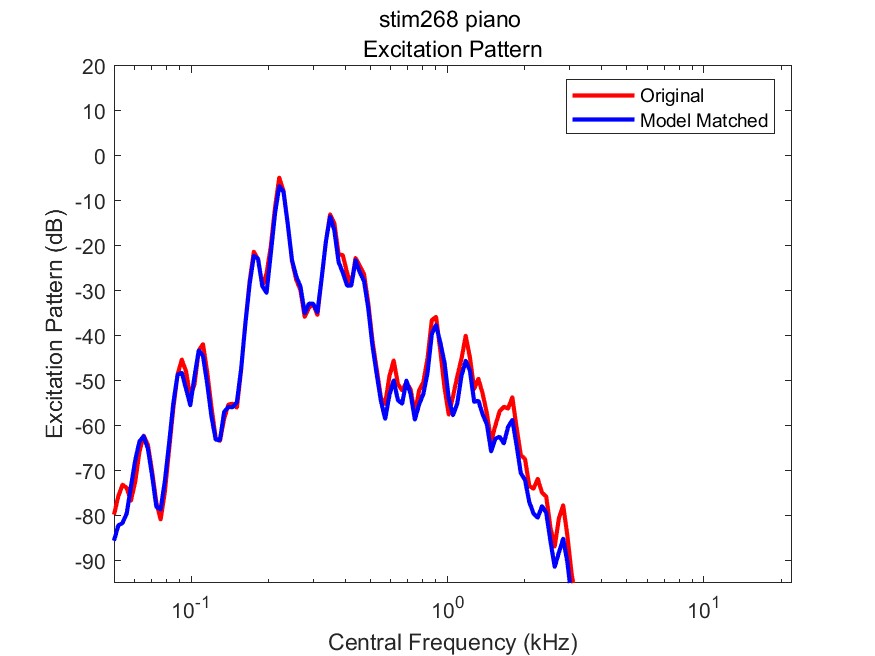 stim268 piano
Excitation Pattern
20
10
0
-10
-20
-30
-40
-50
-60
-70
-80
-90
Excitation Pattern (dB)
Original
Model Matched
10-1
100
101
Central Frequency (kHz)